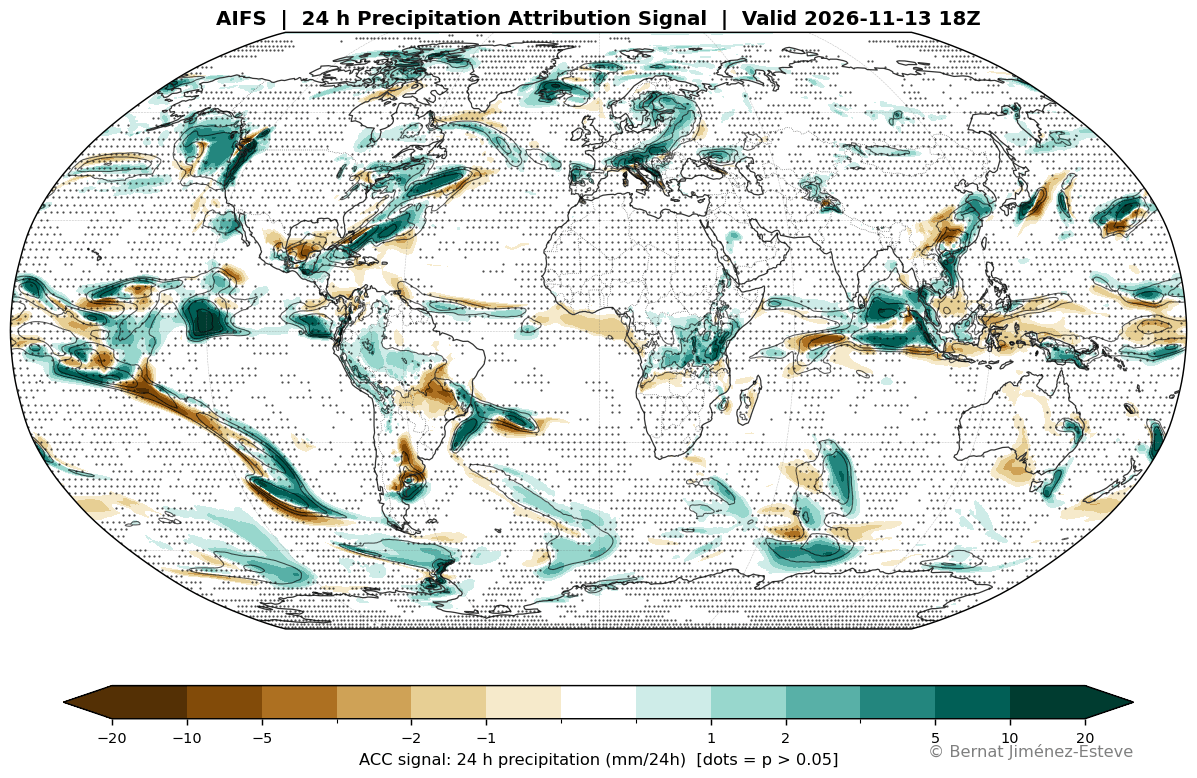 AIFS | 24 h Precipitation Attribution Signal | Valid 2026-11-13 18Z
−20 −10 −5 −2 −1 1 2 5 10 20
© Bernat Jiménez-Esteve
ACC signal: 24 h precipitation (mm/24h) [dots = p > 0.05]